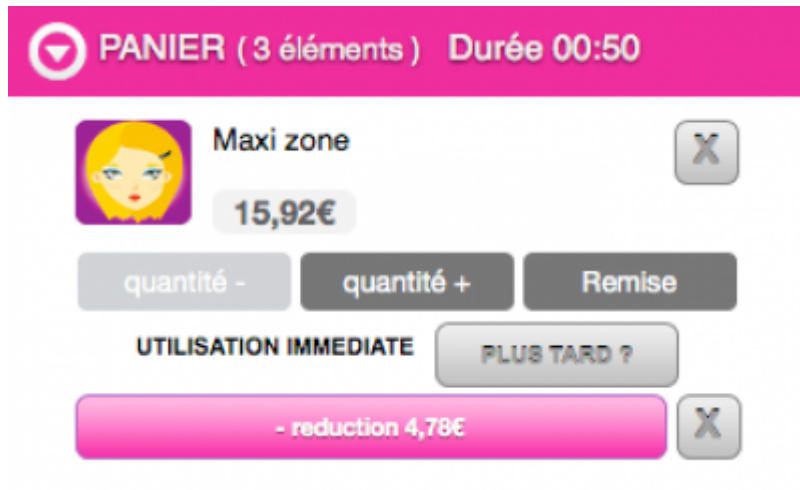 PANIER ( 3 éléments ) Durée 00:50
Maxi zone
X
15,92€
quantité - quantité + Remise
UTILISATION IMMEDIATE PLUS TARD ?
- reduction 4,78€ X